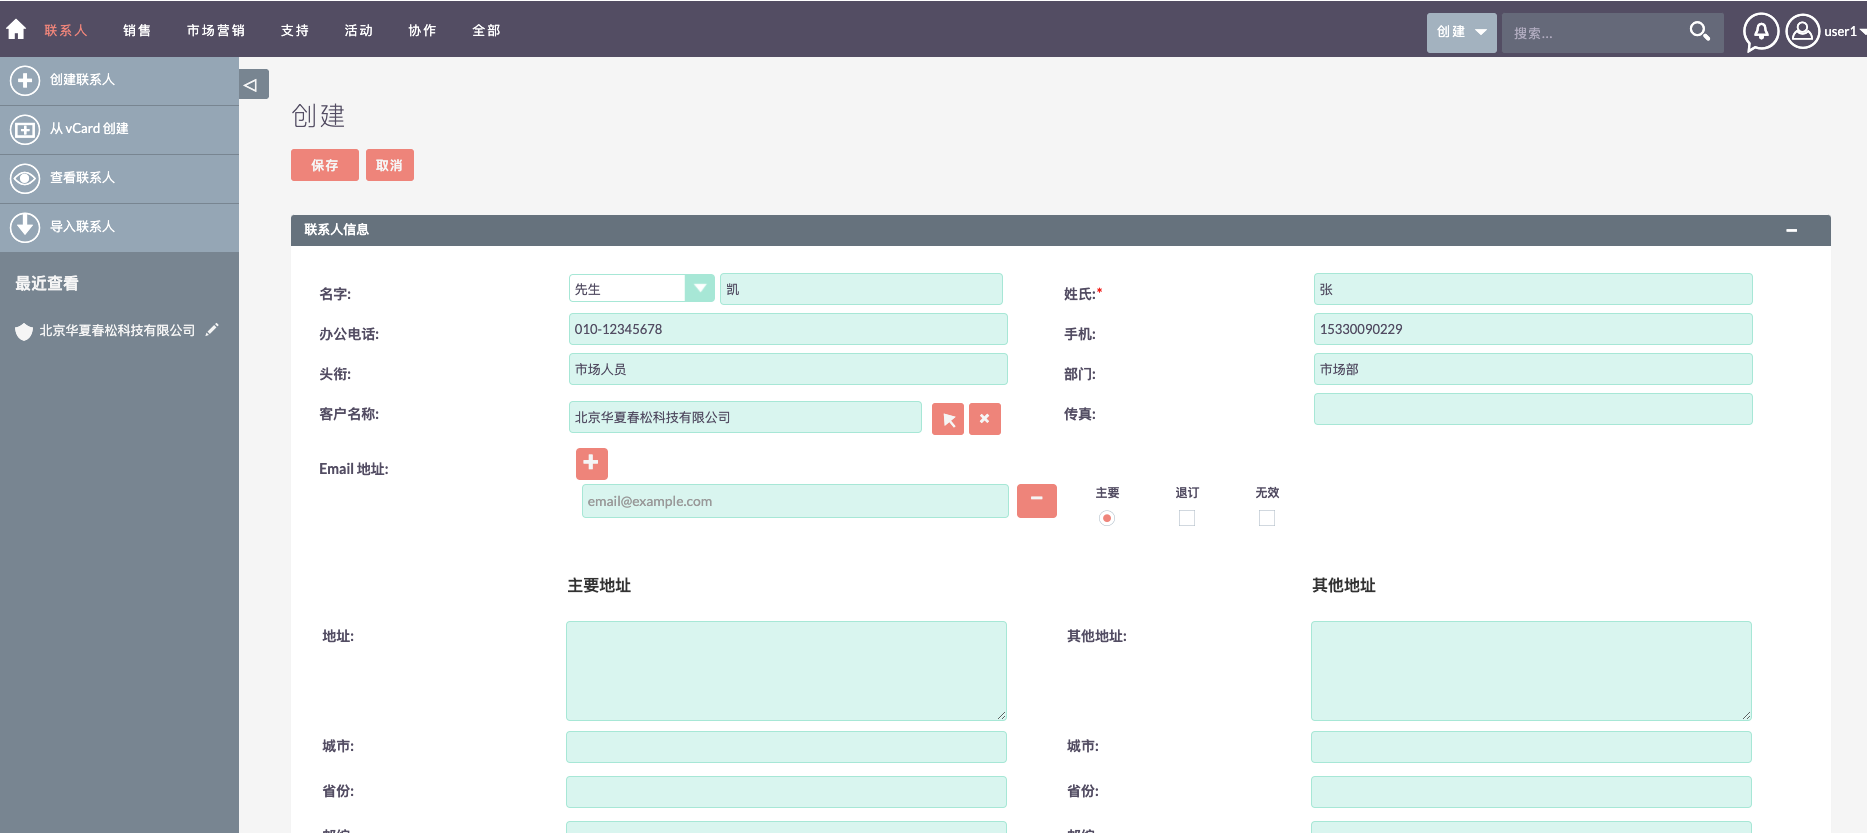 联系人 销售 市场营销 支持 活动 协作 全部 创建 搜索... user1
创建联系人
从 vCard 创建
查看联系人
导入联系人
最近查看
北京华夏春松科技有限公司
创建
保存 取消
联系人信息
名字: 先生 凯 姓氏:* 张
办公电话: 010-12345678 手机: 15330090229
头衔: 市场人员 部门: 市场部
客户名称: 北京华夏春松科技有限公司 传真:
Email 地址:
主要 退订 无效
email@example.com
主要地址 其他地址
地址: 其他地址:
城市: 城市:
省份: 省份: